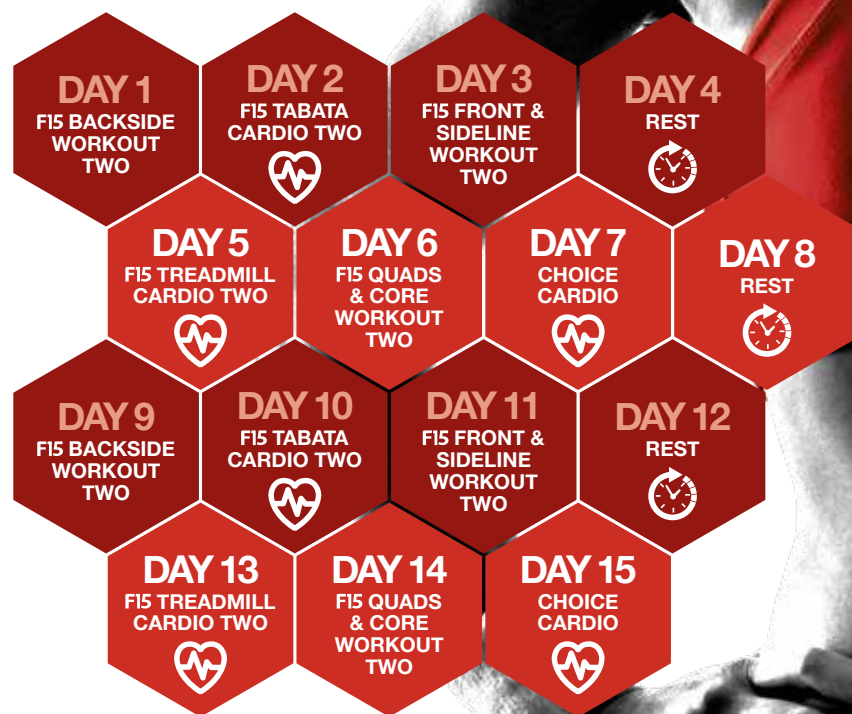 DAY 1
F15 BACKSIDE
WORKOUT
TWO
DAY 2
F15 TABATA
CARDIO TWO
DAY 3
F15 FRONT &
SIDELINE
WORKOUT
TWO
DAY 4
REST
DAY 5
F15 TREADMILL
CARDIO TWO
DAY 6
F15 QUADS
& CORE
WORKOUT
TWO
DAY 7
CHOICE
CARDIO
DAY 8
REST
DAY 9
F15 BACKSIDE
WORKOUT
TWO
DAY 10
F15 TABATA
CARDIO TWO
DAY 11
F15 FRONT &
SIDELINE
WORKOUT
TWO
DAY 12
REST
DAY 13
F15 TREADMILL
CARDIO TWO
DAY 14
F15 QUADS
& CORE
WORKOUT
TWO
DAY 15
CHOICE
CARDIO